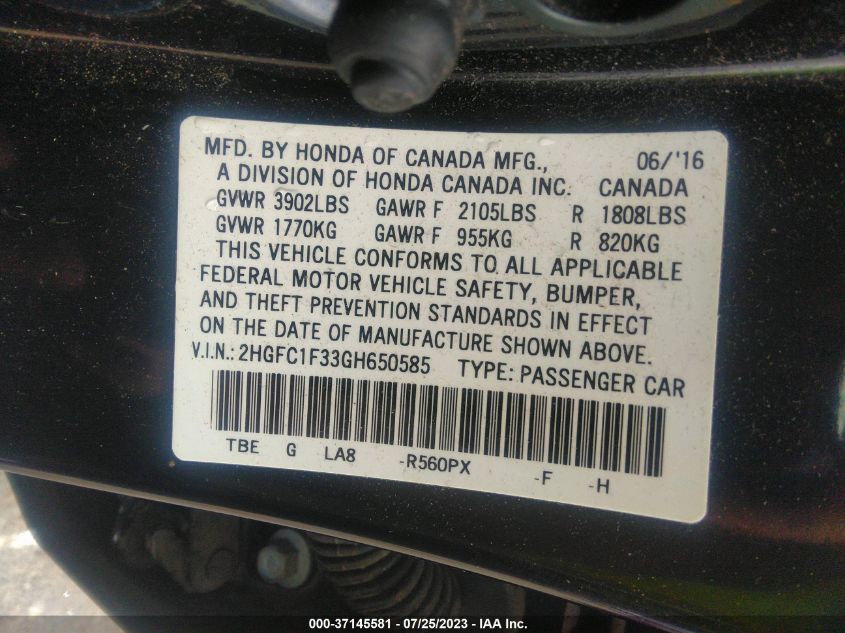 MFD. BY HONDA OF CANADA MFG., 06/'16
A DIVISION OF HONDA CANADA INC. CANADA
GVWR 3902LBS GAWR F 2105LBS R 1808LBS
GVWR 1770KG GAWR F 955KG R 820KG
THIS VEHICLE CONFORMS TO ALL APPLICABLE
FEDERAL MOTOR VEHICLE SAFETY, BUMPER,
AND THEFT PREVENTION STANDARDS IN EFFECT
ON THE DATE OF MANUFACTURE SHOWN ABOVE.
V.I.N.: 2HGFC1F33GH650585 TYPE: PASSENGER CAR
TBE G LA8 -R560PX -F -H
000-37145581 / 07/25/2023 - IAA Inc.